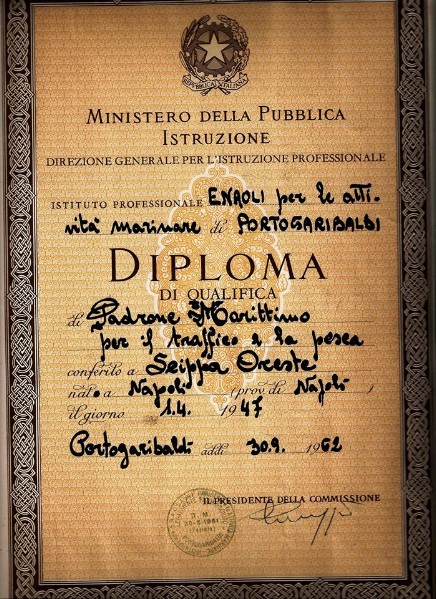 REPUBBLICA ITALIANA
MINISTERO DELLA PUBBLICA
ISTRUZIONE
DIREZIONE GENERALE PER L'ISTRUZIONE PROFESSIONALE
ISTITUTO PROFESSIONALE ENAOLI per le atti-
vità marinare di PORTOGARIBALDI
DIPLOMA
DI QUALIFICA
di Padrone Marittimo
per il traffico e la pesca
conferito a Scippa Oreste
nato a Napoli (prov. di Napoli)
il giorno 1.4. 1947
Portogaribaldi addì 30.9. 1962
IL PRESIDENTE DELLA COMMISSIONE